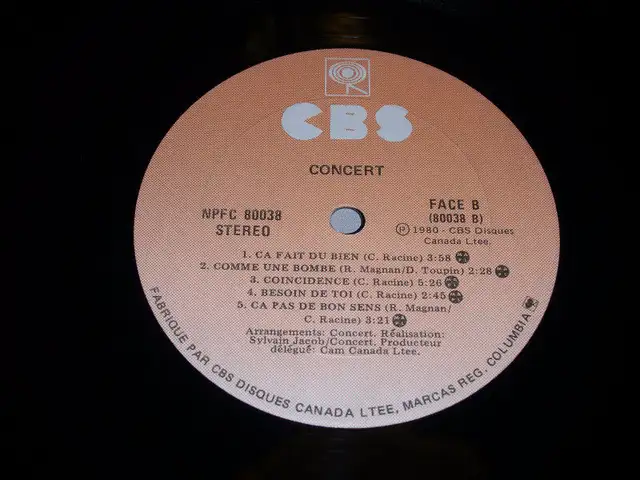 CBS
CONCERT
NPFC 80038
STEREO
FACE B
(80038 B)
Ⓟ 1980 - CBS Disques
Canada Ltee.
1. CA FAIT DU BIEN (C. Racine) 3:58
2. COMME UNE BOMBE (R. Magnan/D. Toupin) 2:28
3. COINCIDENCE (C. Racine) 5:26
4. BESOIN DE TOI (C. Racine) 2:45
5. CA PAS DE BON SENS (R. Magnan/
C. Racine) 3:21
Arrangements: Concert. Réalisation:
Sylvain Jacob/Concert. Producteur
délégué: Cam Canada Ltee.
FABRIQUE PAR CBS DISQUES CANADA LTEE, MARCAS REG. COLUMBIA